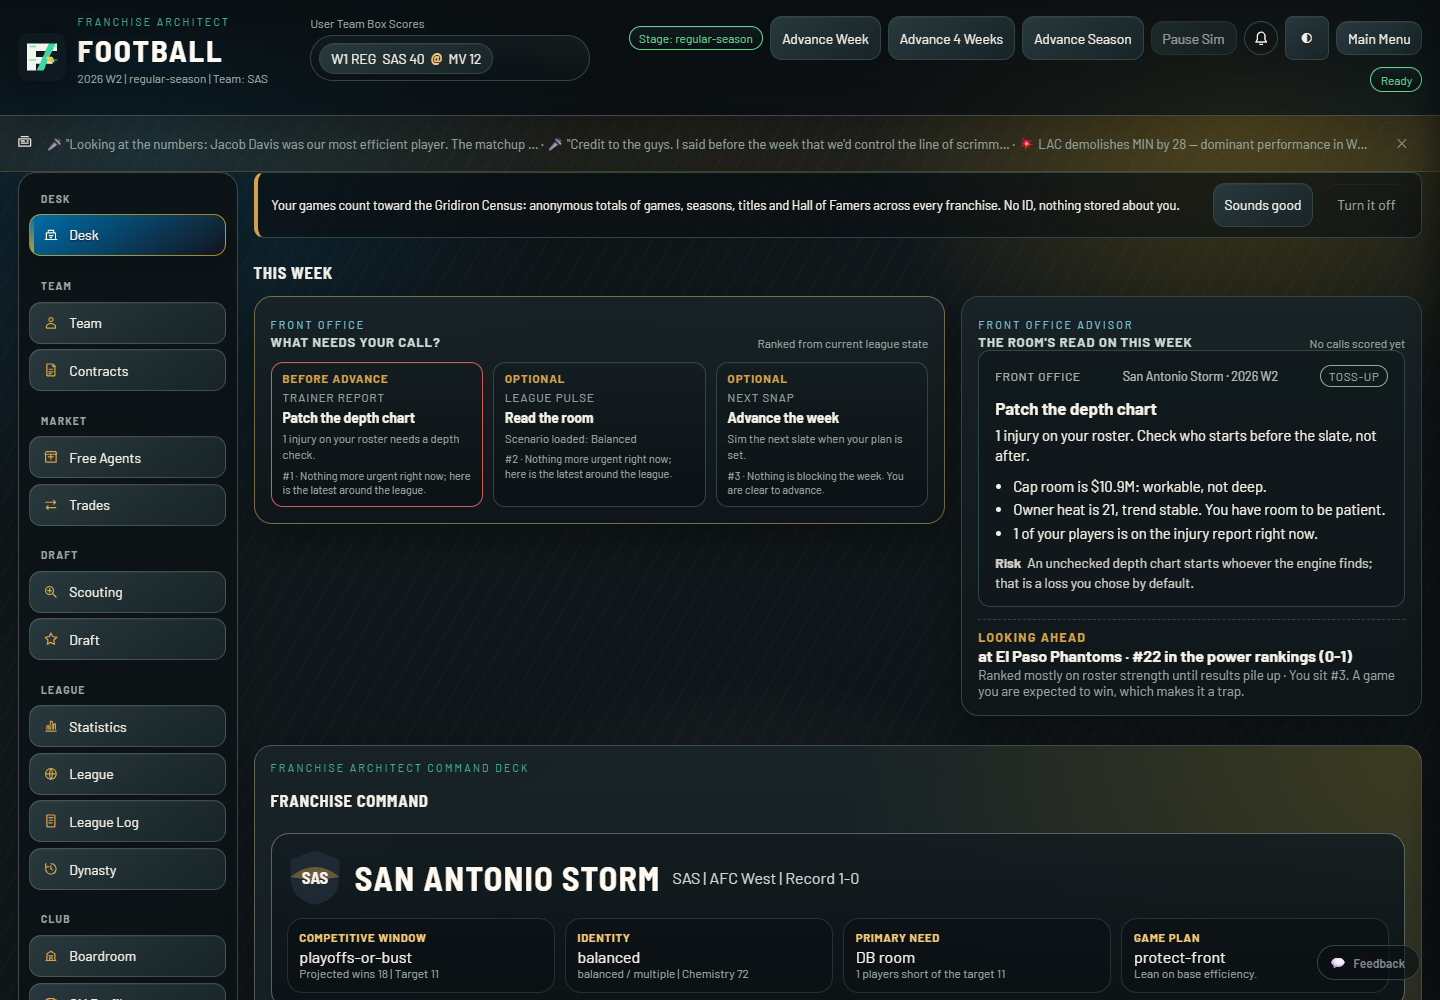 FRANCHISE ARCHITECT
FOOTBALL
2026 W2 | regular-season | Team: SAS
User Team Box Scores
W1 REG SAS 40 @ MV 12
Stage: regular-season
Advance Week
Advance 4 Weeks
Advance Season
Pause Sim
Main Menu
Ready
"Looking at the numbers: Jacob Davis was our most efficient player. The matchup ... · "Credit to the guys. I said before the week that we'd control the line of scrimm... · LAC demolishes MIN by 28 — dominant performance in W...
DESK
Desk
TEAM
Team
Contracts
MARKET
Free Agents
Trades
DRAFT
Scouting
Draft
LEAGUE
Statistics
League
League Log
Dynasty
CLUB
Boardroom
Your games count toward the Gridiron Census: anonymous totals of games, seasons, titles and Hall of Famers across every franchise. No ID, nothing stored about you.
Sounds good
Turn it off
THIS WEEK
FRONT OFFICE
WHAT NEEDS YOUR CALL?
Ranked from current league state
BEFORE ADVANCE
TRAINER REPORT
Patch the depth chart
1 injury on your roster needs a depth
check.
#1 · Nothing more urgent right now; here
is the latest around the league.
OPTIONAL
LEAGUE PULSE
Read the room
Scenario loaded: Balanced
#2 · Nothing more urgent right now;
here is the latest around the league.
OPTIONAL
NEXT SNAP
Advance the week
Sim the next slate when your plan is
set.
#3 · Nothing is blocking the week. You
are clear to advance.
FRONT OFFICE ADVISOR
THE ROOM'S READ ON THIS WEEK
No calls scored yet
FRONT OFFICE
San Antonio Storm · 2026 W2
TOSS-UP
Patch the depth chart
1 injury on your roster. Check who starts before the slate, not
after.
• Cap room is $10.9M: workable, not deep.
• Owner heat is 21, trend stable. You have room to be patient.
• 1 of your players is on the injury report right now.
Risk An unchecked depth chart starts whoever the engine finds;
that is a loss you chose by default.
LOOKING AHEAD
at El Paso Phantoms · #22 in the power rankings (0-1)
Ranked mostly on roster strength until results pile up · You sit #3. A game
you are expected to win, which makes it a trap.
FRANCHISE ARCHITECT COMMAND DECK
FRANCHISE COMMAND
SAS
SAN ANTONIO STORM
SAS | AFC West | Record 1-0
COMPETITIVE WINDOW
playoffs-or-bust
Projected wins 18 | Target 11
IDENTITY
balanced
balanced / multiple | Chemistry 72
PRIMARY NEED
DB room
1 players short of the target 11
GAME PLAN
protect-front
Lean on base efficiency.
Feedback